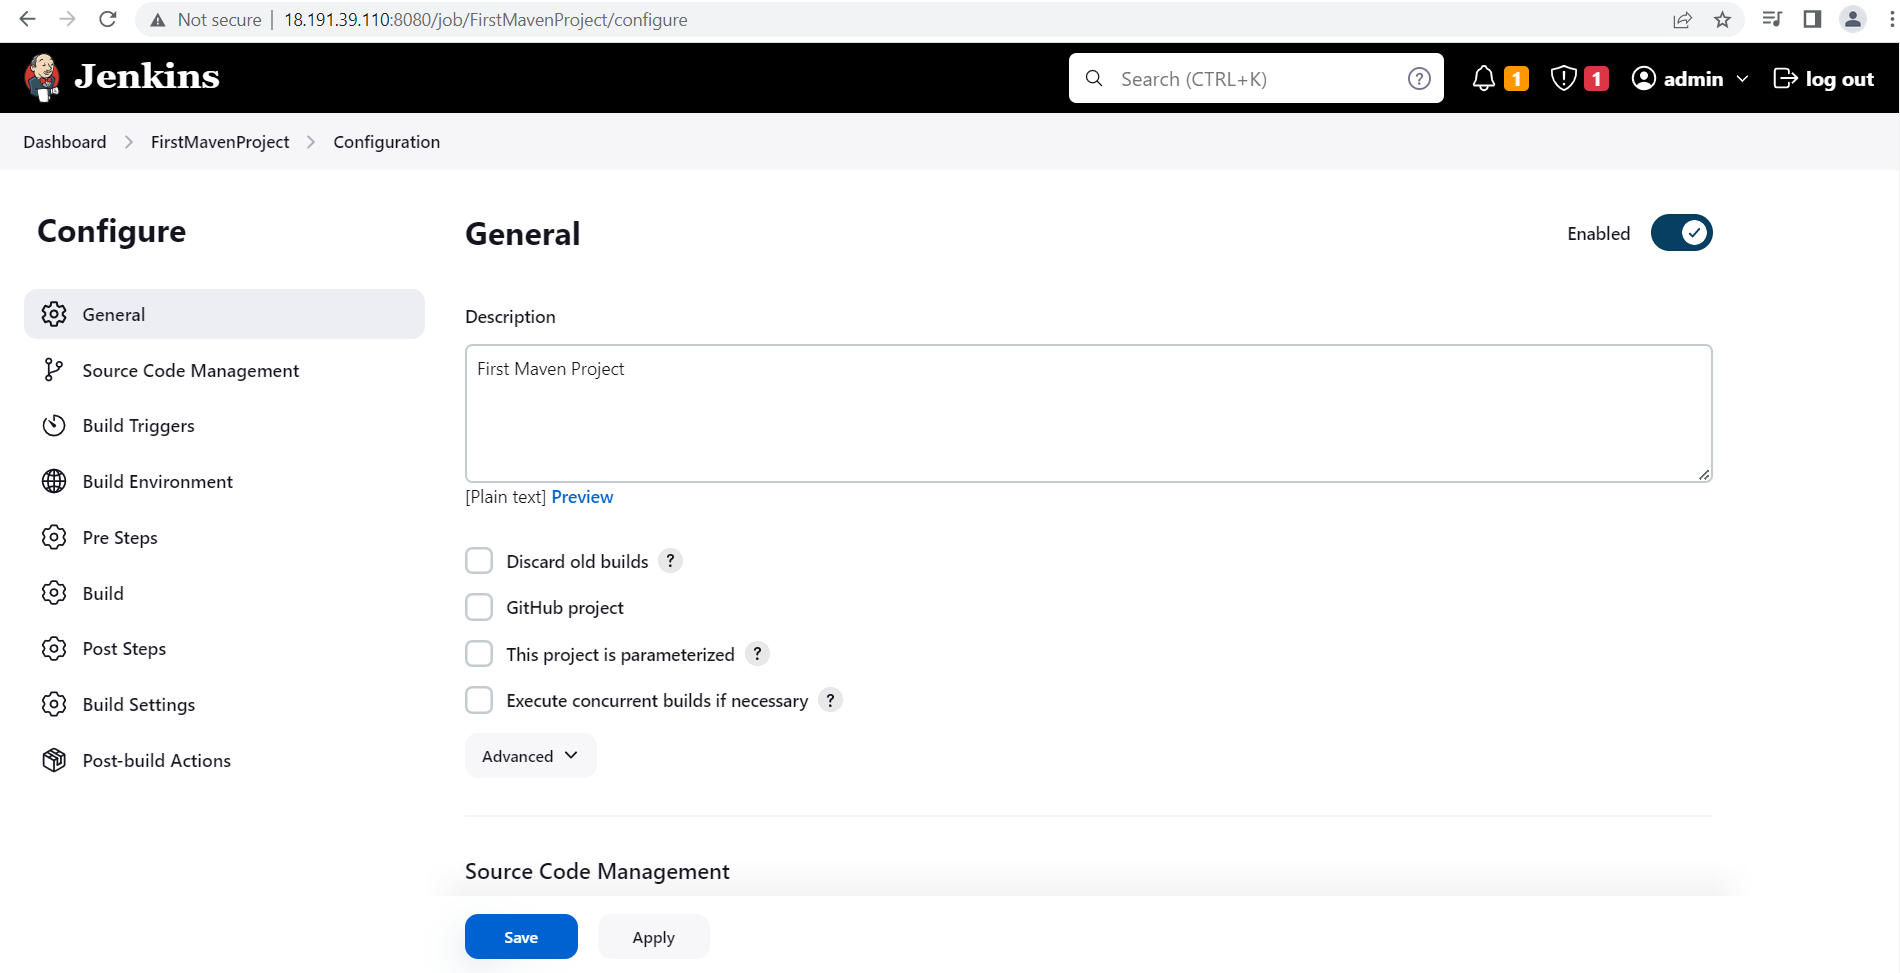 Not secure | 18.191.39.110:8080/job/FirstMavenProject/configure
Jenkins
Search (CTRL+K) ?
1
1
admin
log out
Dashboard > FirstMavenProject > Configuration
Configure
General
Source Code Management
Build Triggers
Build Environment
Pre Steps
Build
Post Steps
Build Settings
Post-build Actions
General
Enabled
Description
First Maven Project
[Plain text] Preview
Discard old builds ?
GitHub project
This project is parameterized ?
Execute concurrent builds if necessary ?
Advanced
Source Code Management
Save
Apply